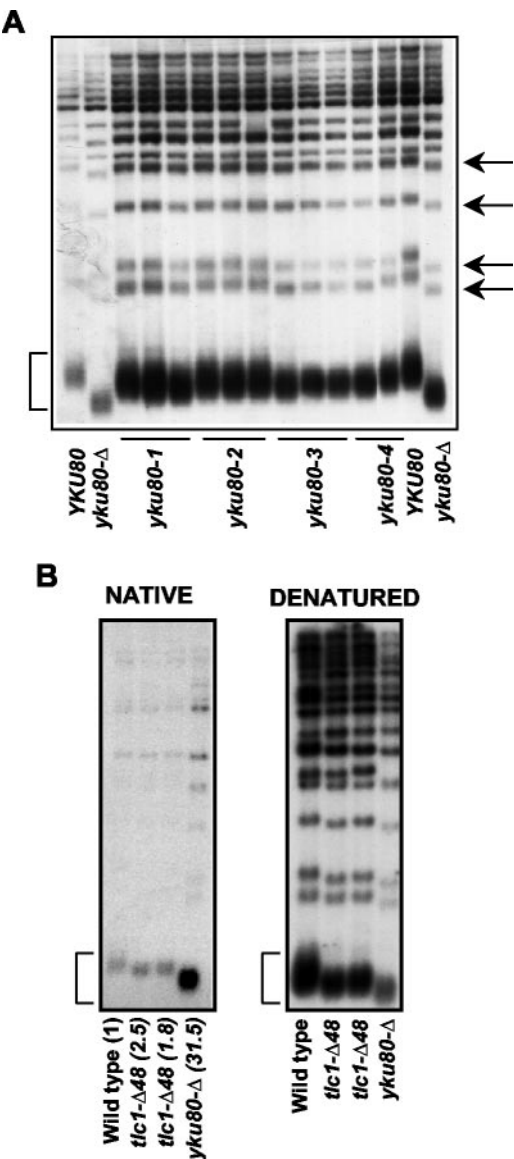 A
YKU80
yku80-Δ
yku80-1
yku80-2
yku80-3
yku80-4
YKU80
yku80-Δ
B
NATIVE
DENATURED
Wild type (1)
tlc1-Δ48 (2.5)
tlc1-Δ48 (1.8)
yku80-Δ (31.5)
Wild type
tlc1-Δ48
tlc1-Δ48
yku80-Δ